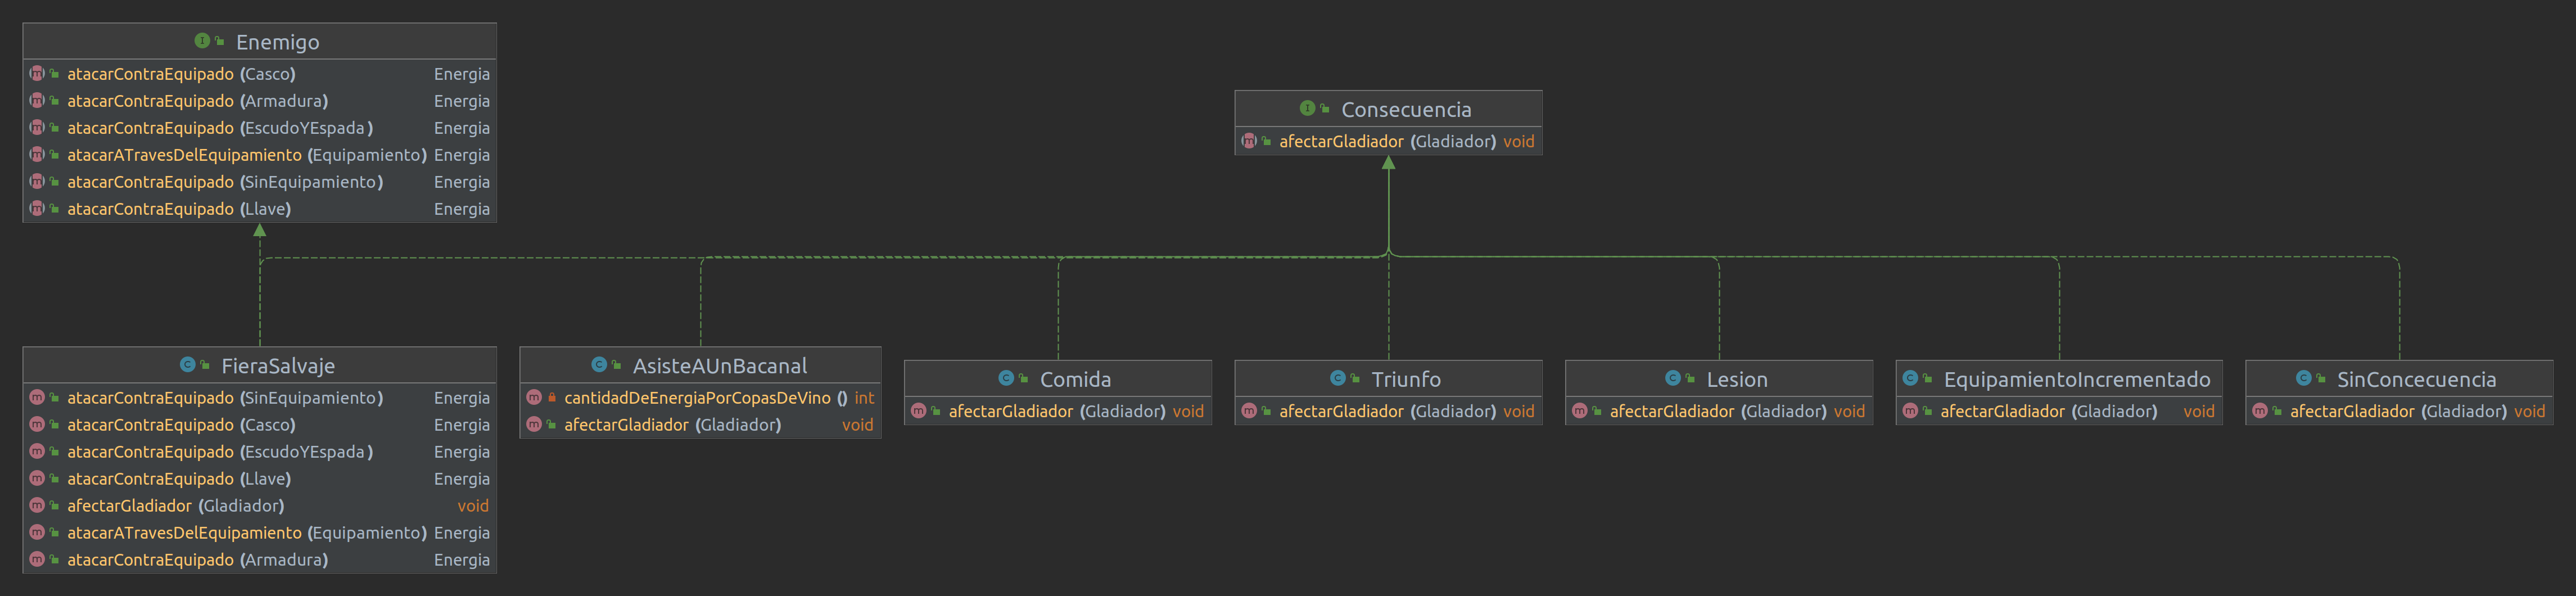 Enemigo
atacarContraEquipado (Casco) Energia
atacarContraEquipado (Armadura) Energia
atacarContraEquipado (EscudoYEspada) Energia
atacarATravesDelEquipamiento (Equipamiento) Energia
atacarContraEquipado (SinEquipamiento) Energia
atacarContraEquipado (Llave) Energia
Consecuencia
afectarGladiador (Gladiador) void
FieraSalvaje
atacarContraEquipado (SinEquipamiento) Energia
atacarContraEquipado (Casco) Energia
atacarContraEquipado (EscudoYEspada) Energia
atacarContraEquipado (Llave) Energia
afectarGladiador (Gladiador) void
atacarATravesDelEquipamiento (Equipamiento) Energia
atacarContraEquipado (Armadura) Energia
AsisteAUnBacanal
cantidadDeEnergiaPorCopasDeVino () int
afectarGladiador (Gladiador) void
Comida
afectarGladiador (Gladiador) void
Triunfo
afectarGladiador (Gladiador) void
Lesion
afectarGladiador (Gladiador) void
EquipamientoIncrementado
afectarGladiador (Gladiador) void
SinConcecuencia
afectarGladiador (Gladiador) void